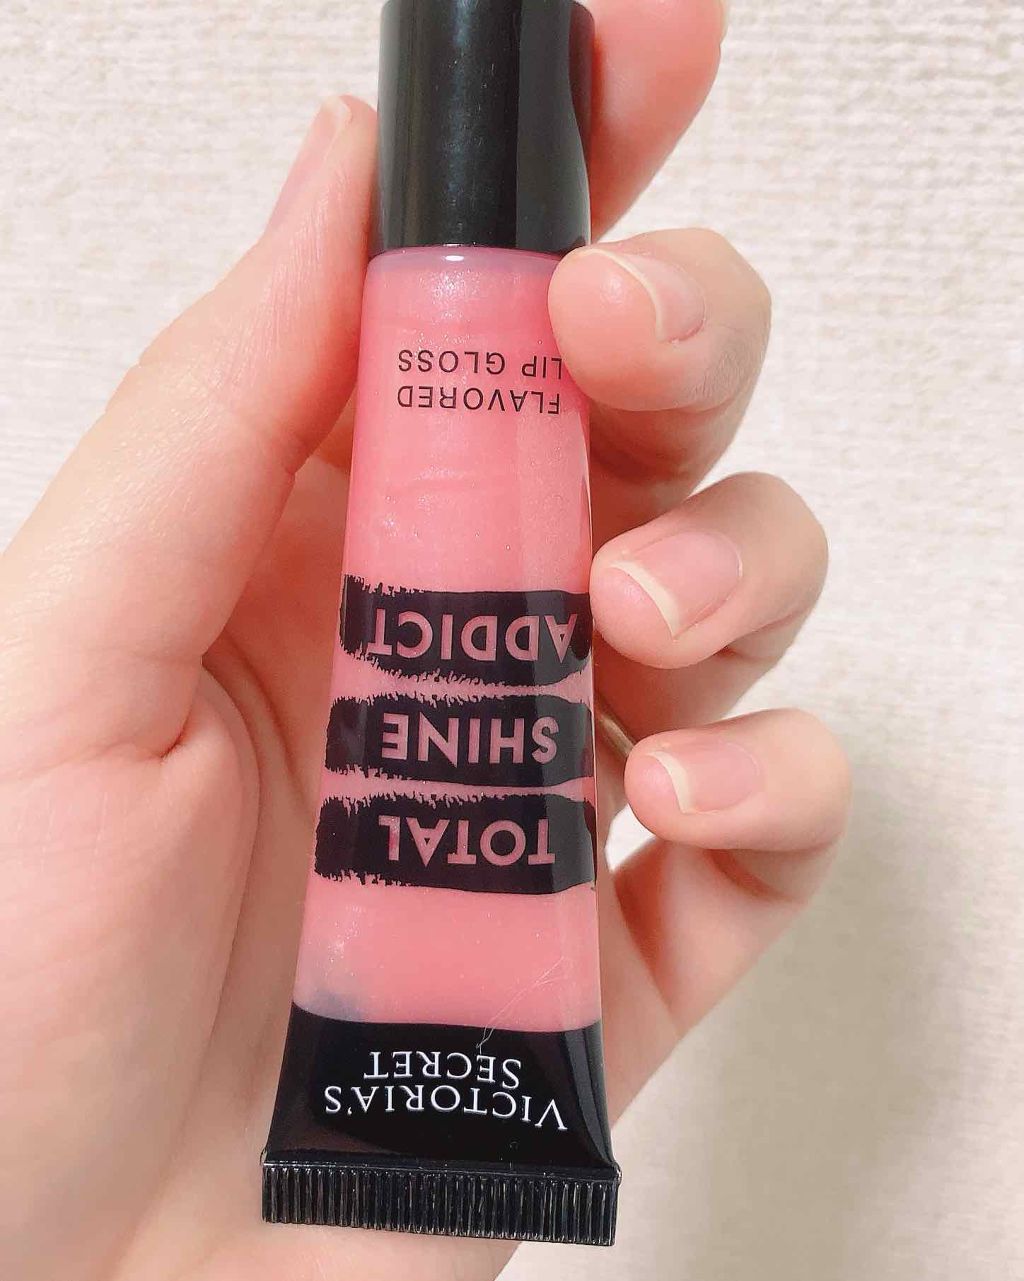 VICTORIA'S
SECRET
TOTAL
SHINE
ADDICT
FLAVORED
LIP GLOSS